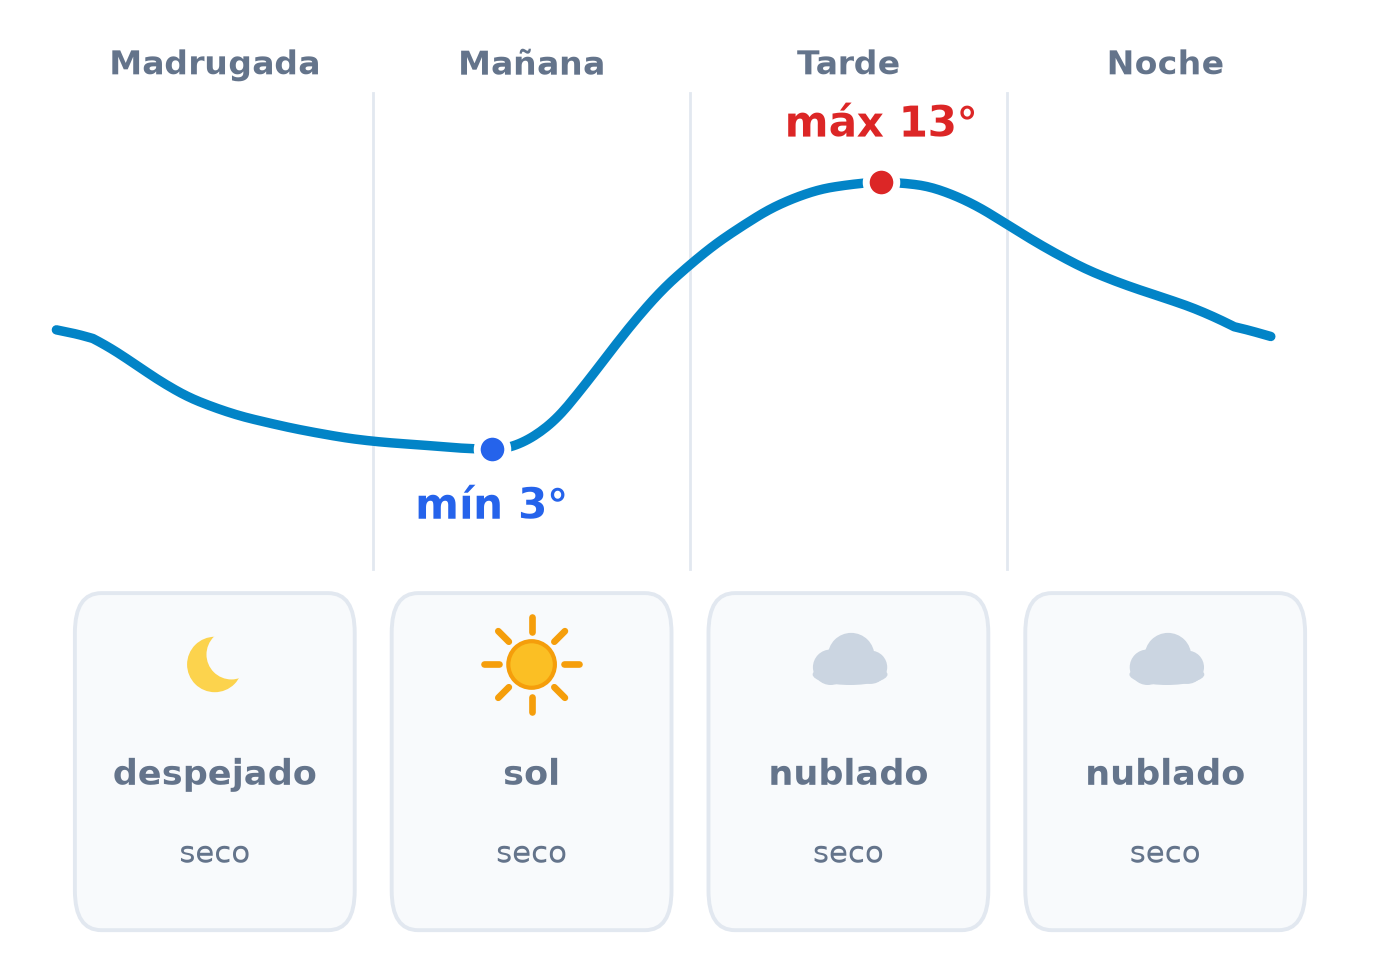 Madrugada
Mañana
Tarde
Noche
máx 13°
mín 3°
despejado
sol
nublado
nublado
seco
seco
seco
seco